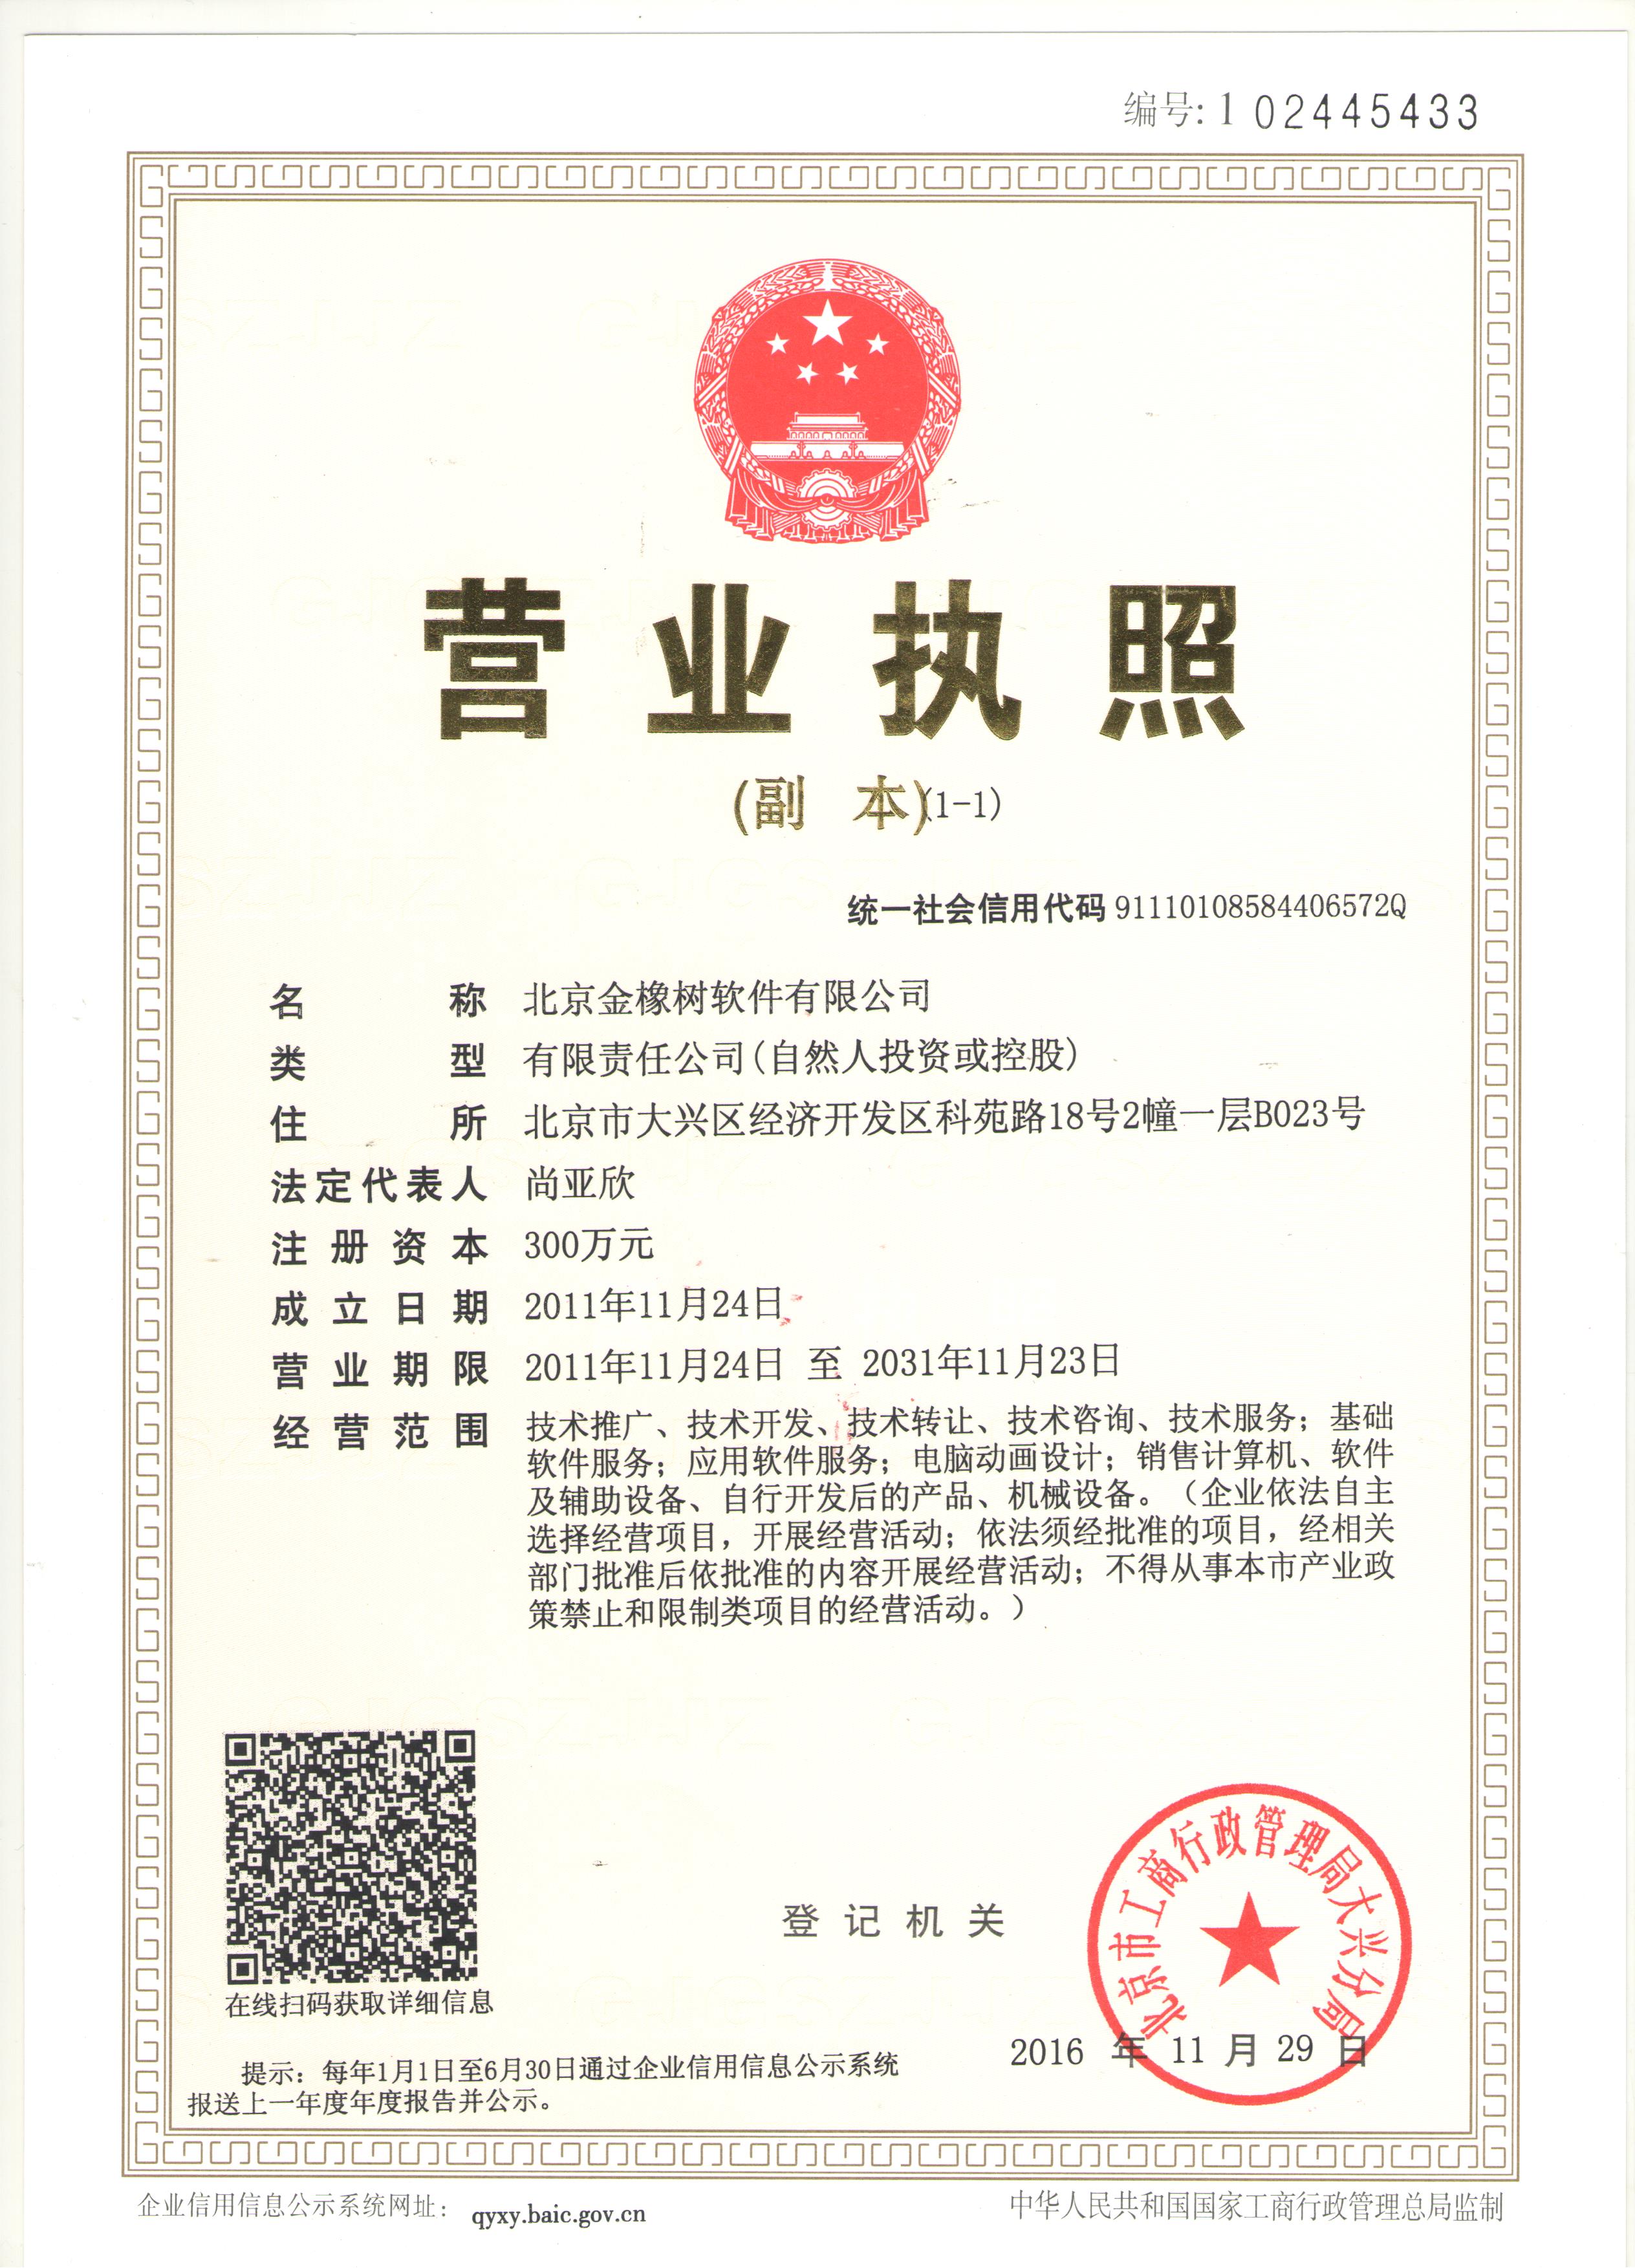 编号: 1 02445433
营业执照
(副 本)(1-1)
统一社会信用代码 91110108584406572Q
名称 北京金橡树软件有限公司
类型 有限责任公司(自然人投资或控股)
住所 北京市大兴区经济开发区科苑路18号2幢一层B023号
法定代表人 尚亚欣
注册资本 300万元
成立日期 2011年11月24日
营业期限 2011年11月24日 至 2031年11月23日
经营范围 技术推广、技术开发、技术转让、技术咨询、技术服务；基础
软件服务；应用软件服务；电脑动画设计；销售计算机、软件
及辅助设备、自行开发后的产品、机械设备。（企业依法自主
选择经营项目，开展经营活动；依法须经批准的项目，经相关
部门批准后依批准的内容开展经营活动；不得从事本市产业政
策禁止和限制类项目的经营活动。）
在线扫码获取详细信息
登记机关
北京市工商行政管理局大兴分局
2016 年 11 月 29 日
提示：每年1月1日至6月30日通过企业信用信息公示系统
报送上一年度年度报告并公示。
企业信用信息公示系统网址： qyxy.baic.gov.cn
中华人民共和国国家工商行政管理总局监制